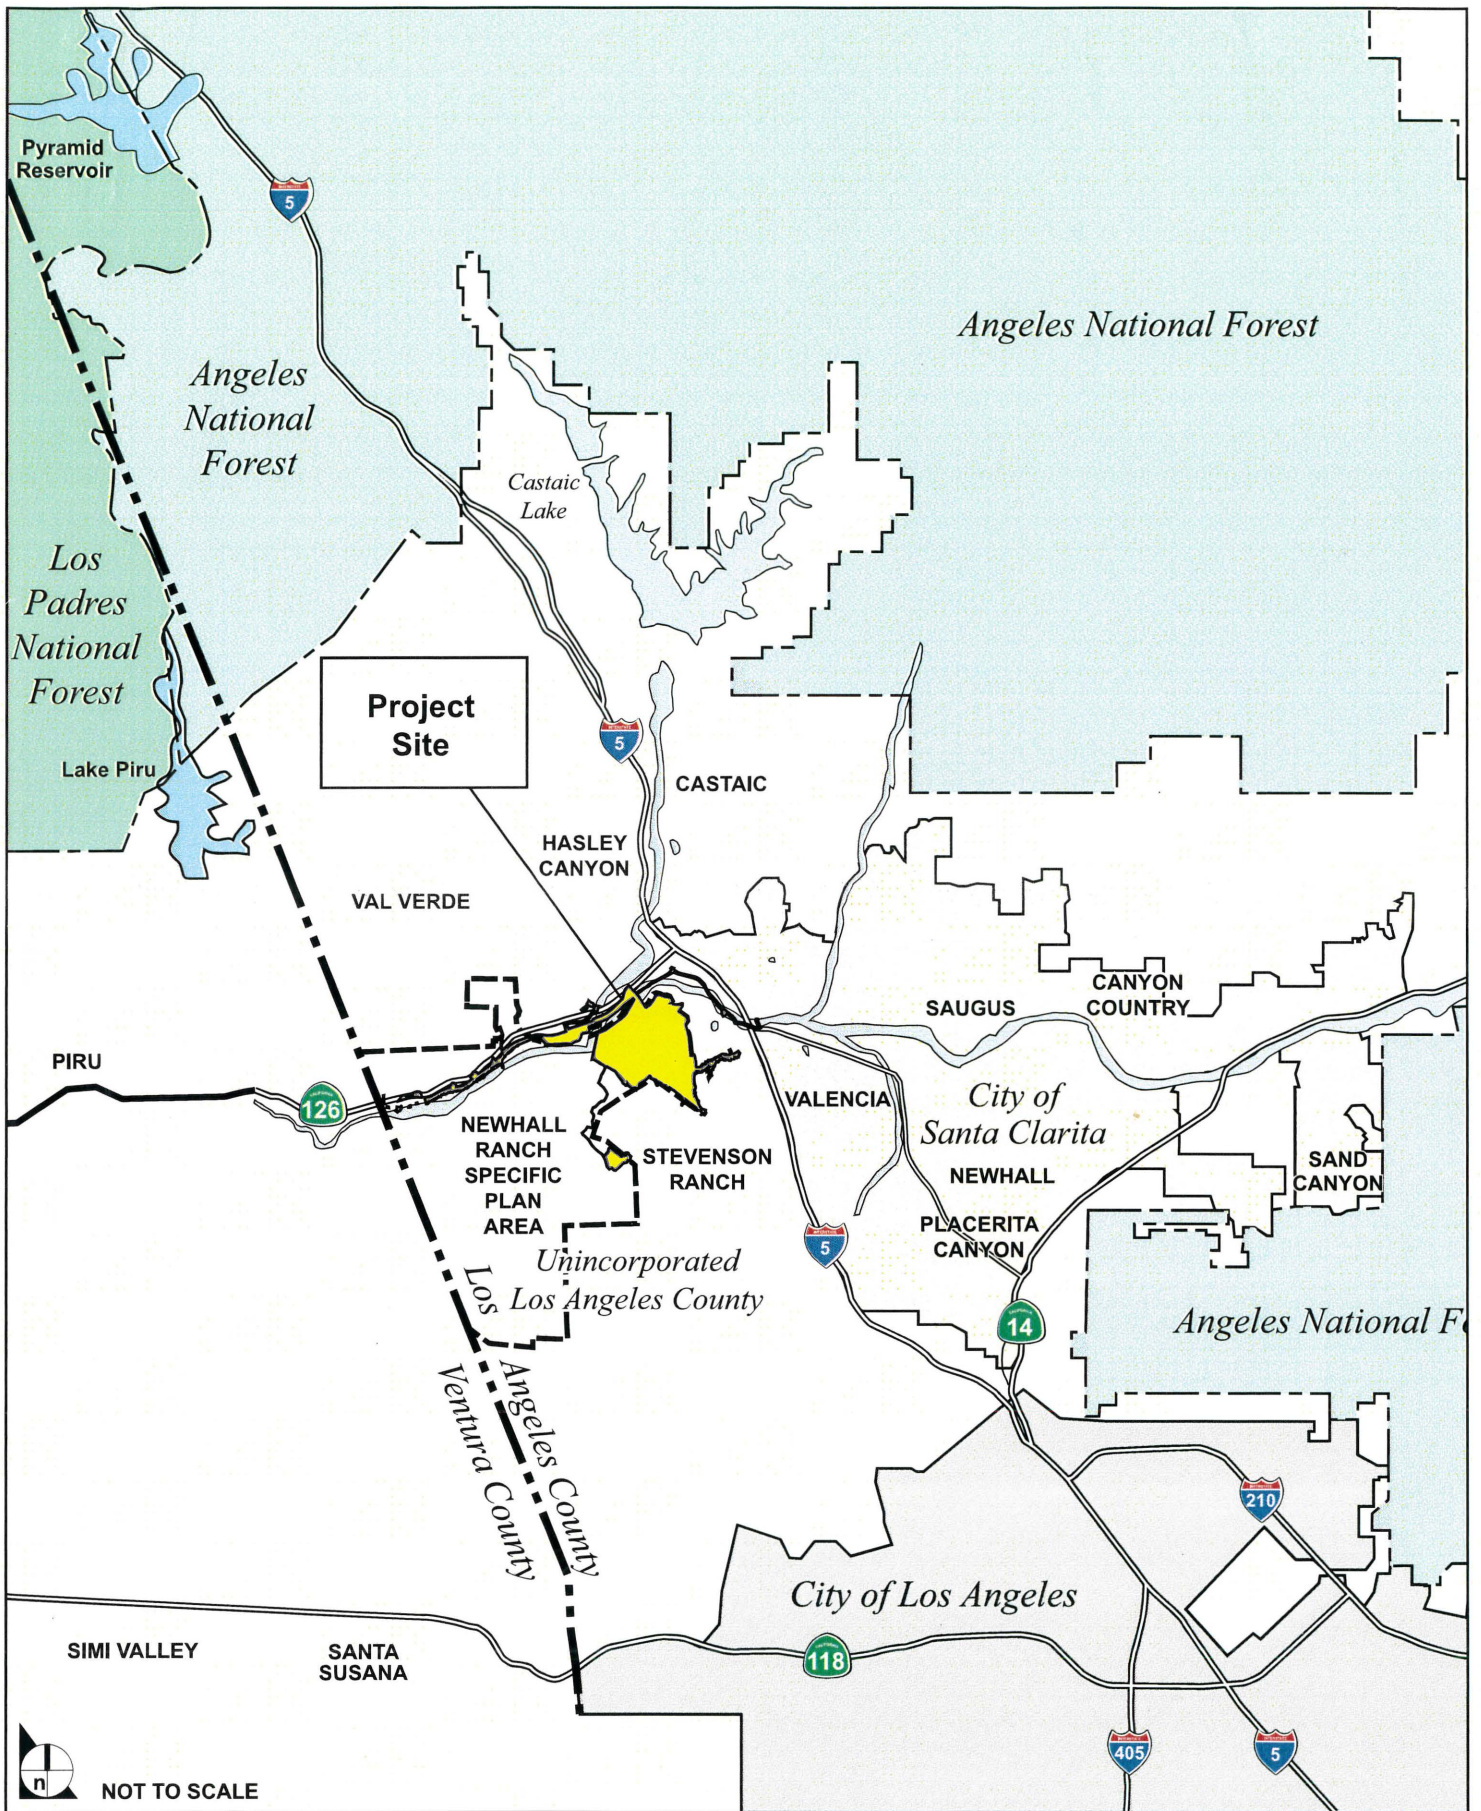 Pyramid
Reservoir
5
Angeles National Forest
Angeles
National
Forest
Castaic
Lake
Los
Padres
National
Forest
Project
Site
5
Lake Piru
CASTAIC
HASLEY
CANYON
VAL VERDE
CANYON
COUNTRY
SAUGUS
PIRU
126
VALENCIA
City of
Santa Clarita
NEWHALL
RANCH
SPECIFIC
PLAN
AREA
STEVENSON
RANCH
NEWHALL
SAND
CANYON
PLACERITA
CANYON
5
Unincorporated
Los Angeles County
14
Angeles National F
Los Angeles County
Ventura County
210
City of Los Angeles
SIMI VALLEY
SANTA
SUSANA
118
405
5
n
NOT TO SCALE